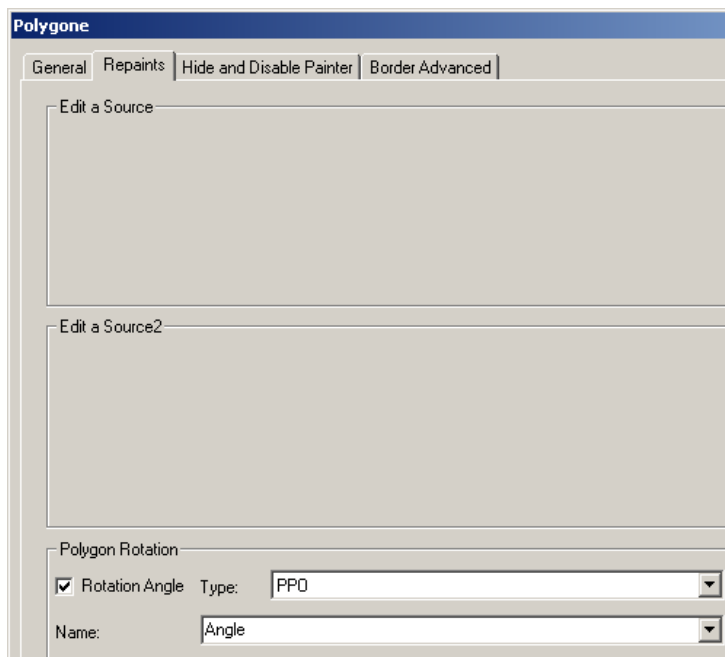 Polygone
General Repaints Hide and Disable Painter Border Advanced
Edit a Source
Edit a Source2
Polygon Rotation
Rotation Angle Type: PPO
Name: Angle